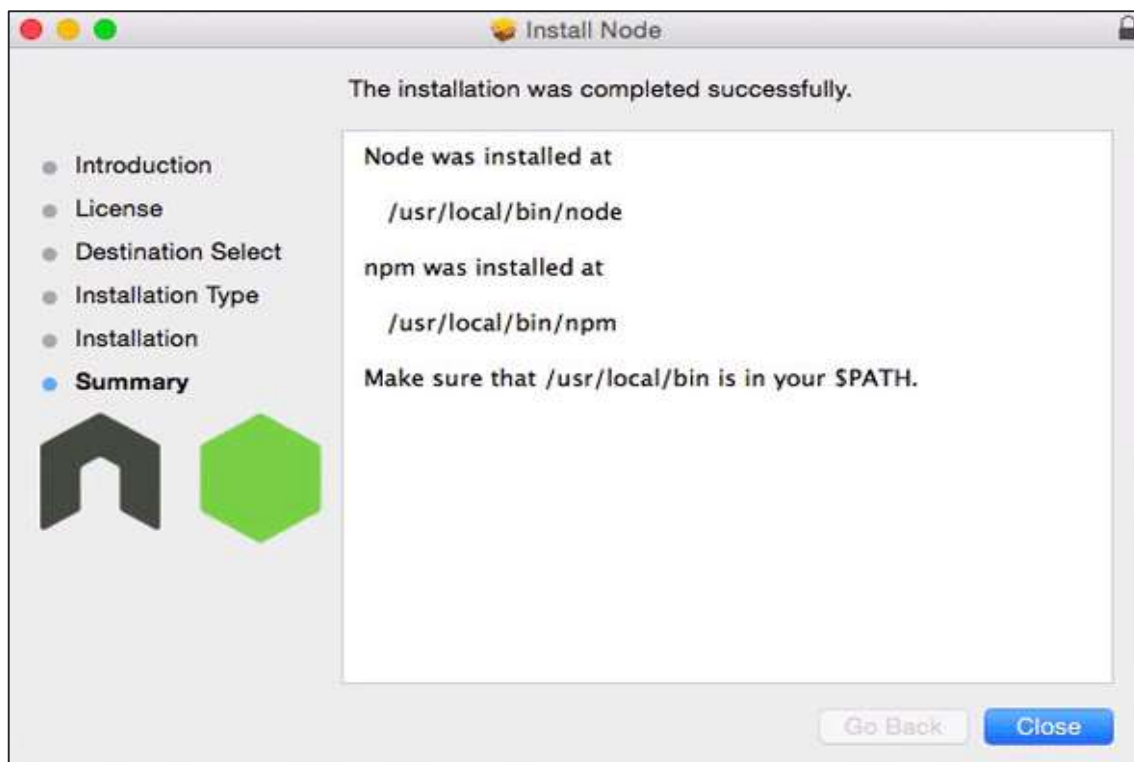 Install Node
The installation was completed successfully.
Introduction
License
Destination Select
Installation Type
Installation
Summary
Node was installed at
/usr/local/bin/node
npm was installed at
/usr/local/bin/npm
Make sure that /usr/local/bin is in your $PATH.
Go Back
Close